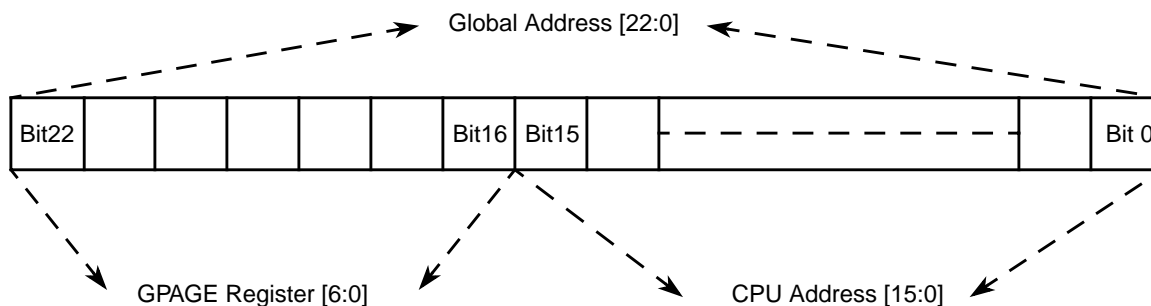 Global Address [22:0]
Bit22 Bit16 Bit15 Bit 0
GPAGE Register [6:0] CPU Address [15:0]